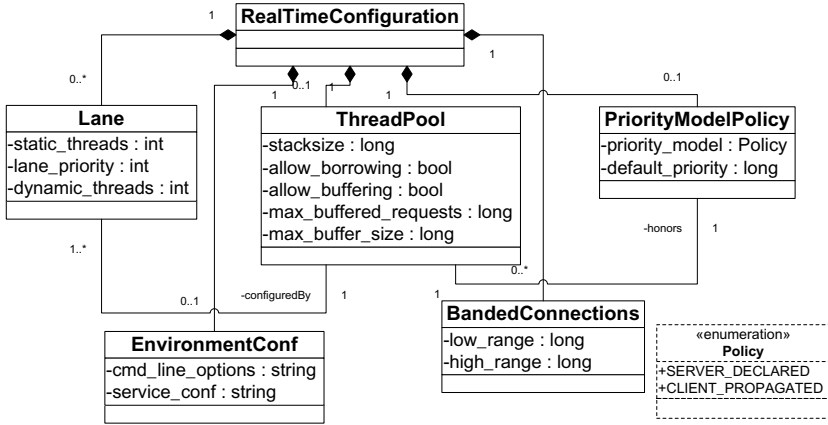 RealTimeConfiguration
1
1
0..*
1
0..1
1
1
0..1
Lane
-static_threads : int
-lane_priority : int
-dynamic_threads : int
ThreadPool
-stacksize : long
-allow_borrowing : bool
-allow_buffering : bool
-max_buffered_requests : long
-max_buffer_size : long
PriorityModelPolicy
-priority_model : Policy
-default_priority : long
1..*
-honors
1
0..*
0..1
-configuredBy
1
1
EnvironmentConf
-cmd_line_options : string
-service_conf : string
BandedConnections
-low_range : long
-high_range : long
«enumeration»
Policy
+SERVER_DECLARED
+CLIENT_PROPAGATED